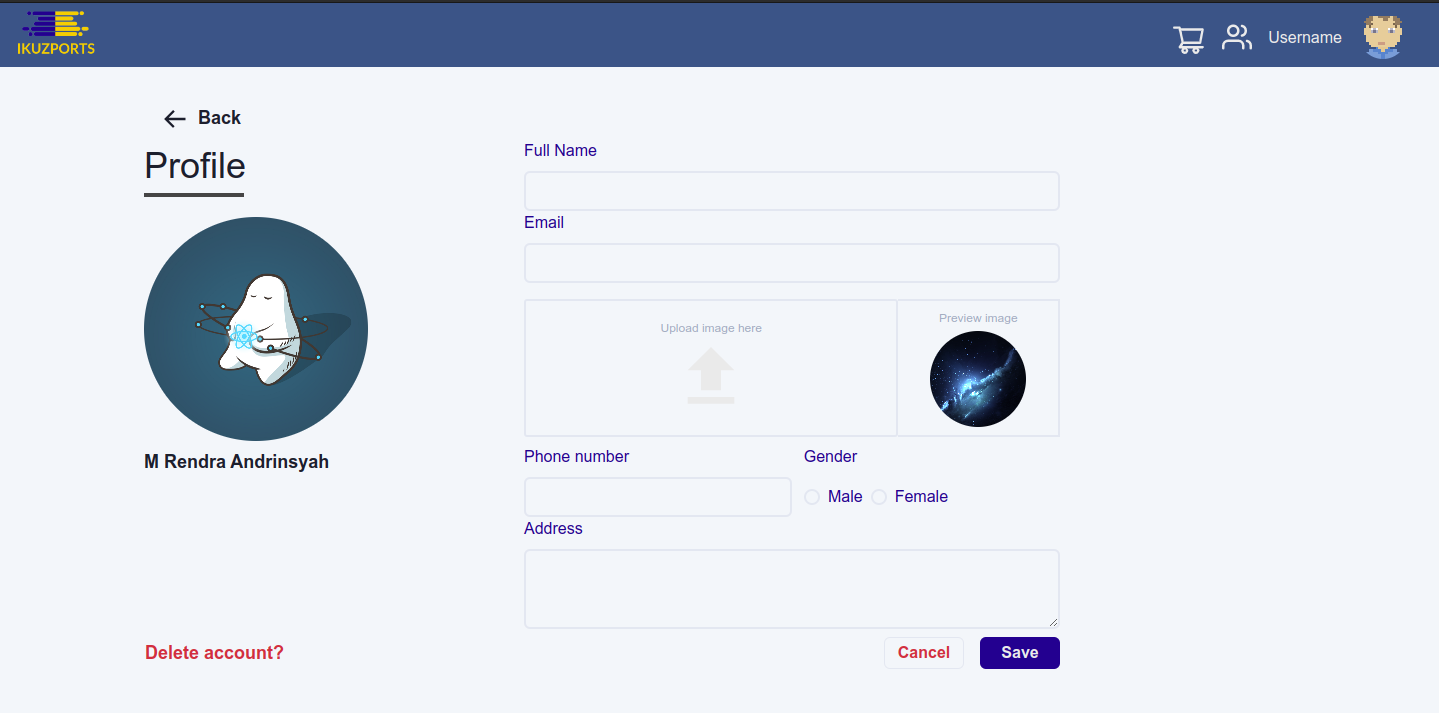 IKUZPORTS
Username
Back
Profile
M Rendra Andrinsyah
Delete account?
Full Name
Email
Upload image here
Preview image
Phone number
Gender
Male
Female
Address
Cancel
Save